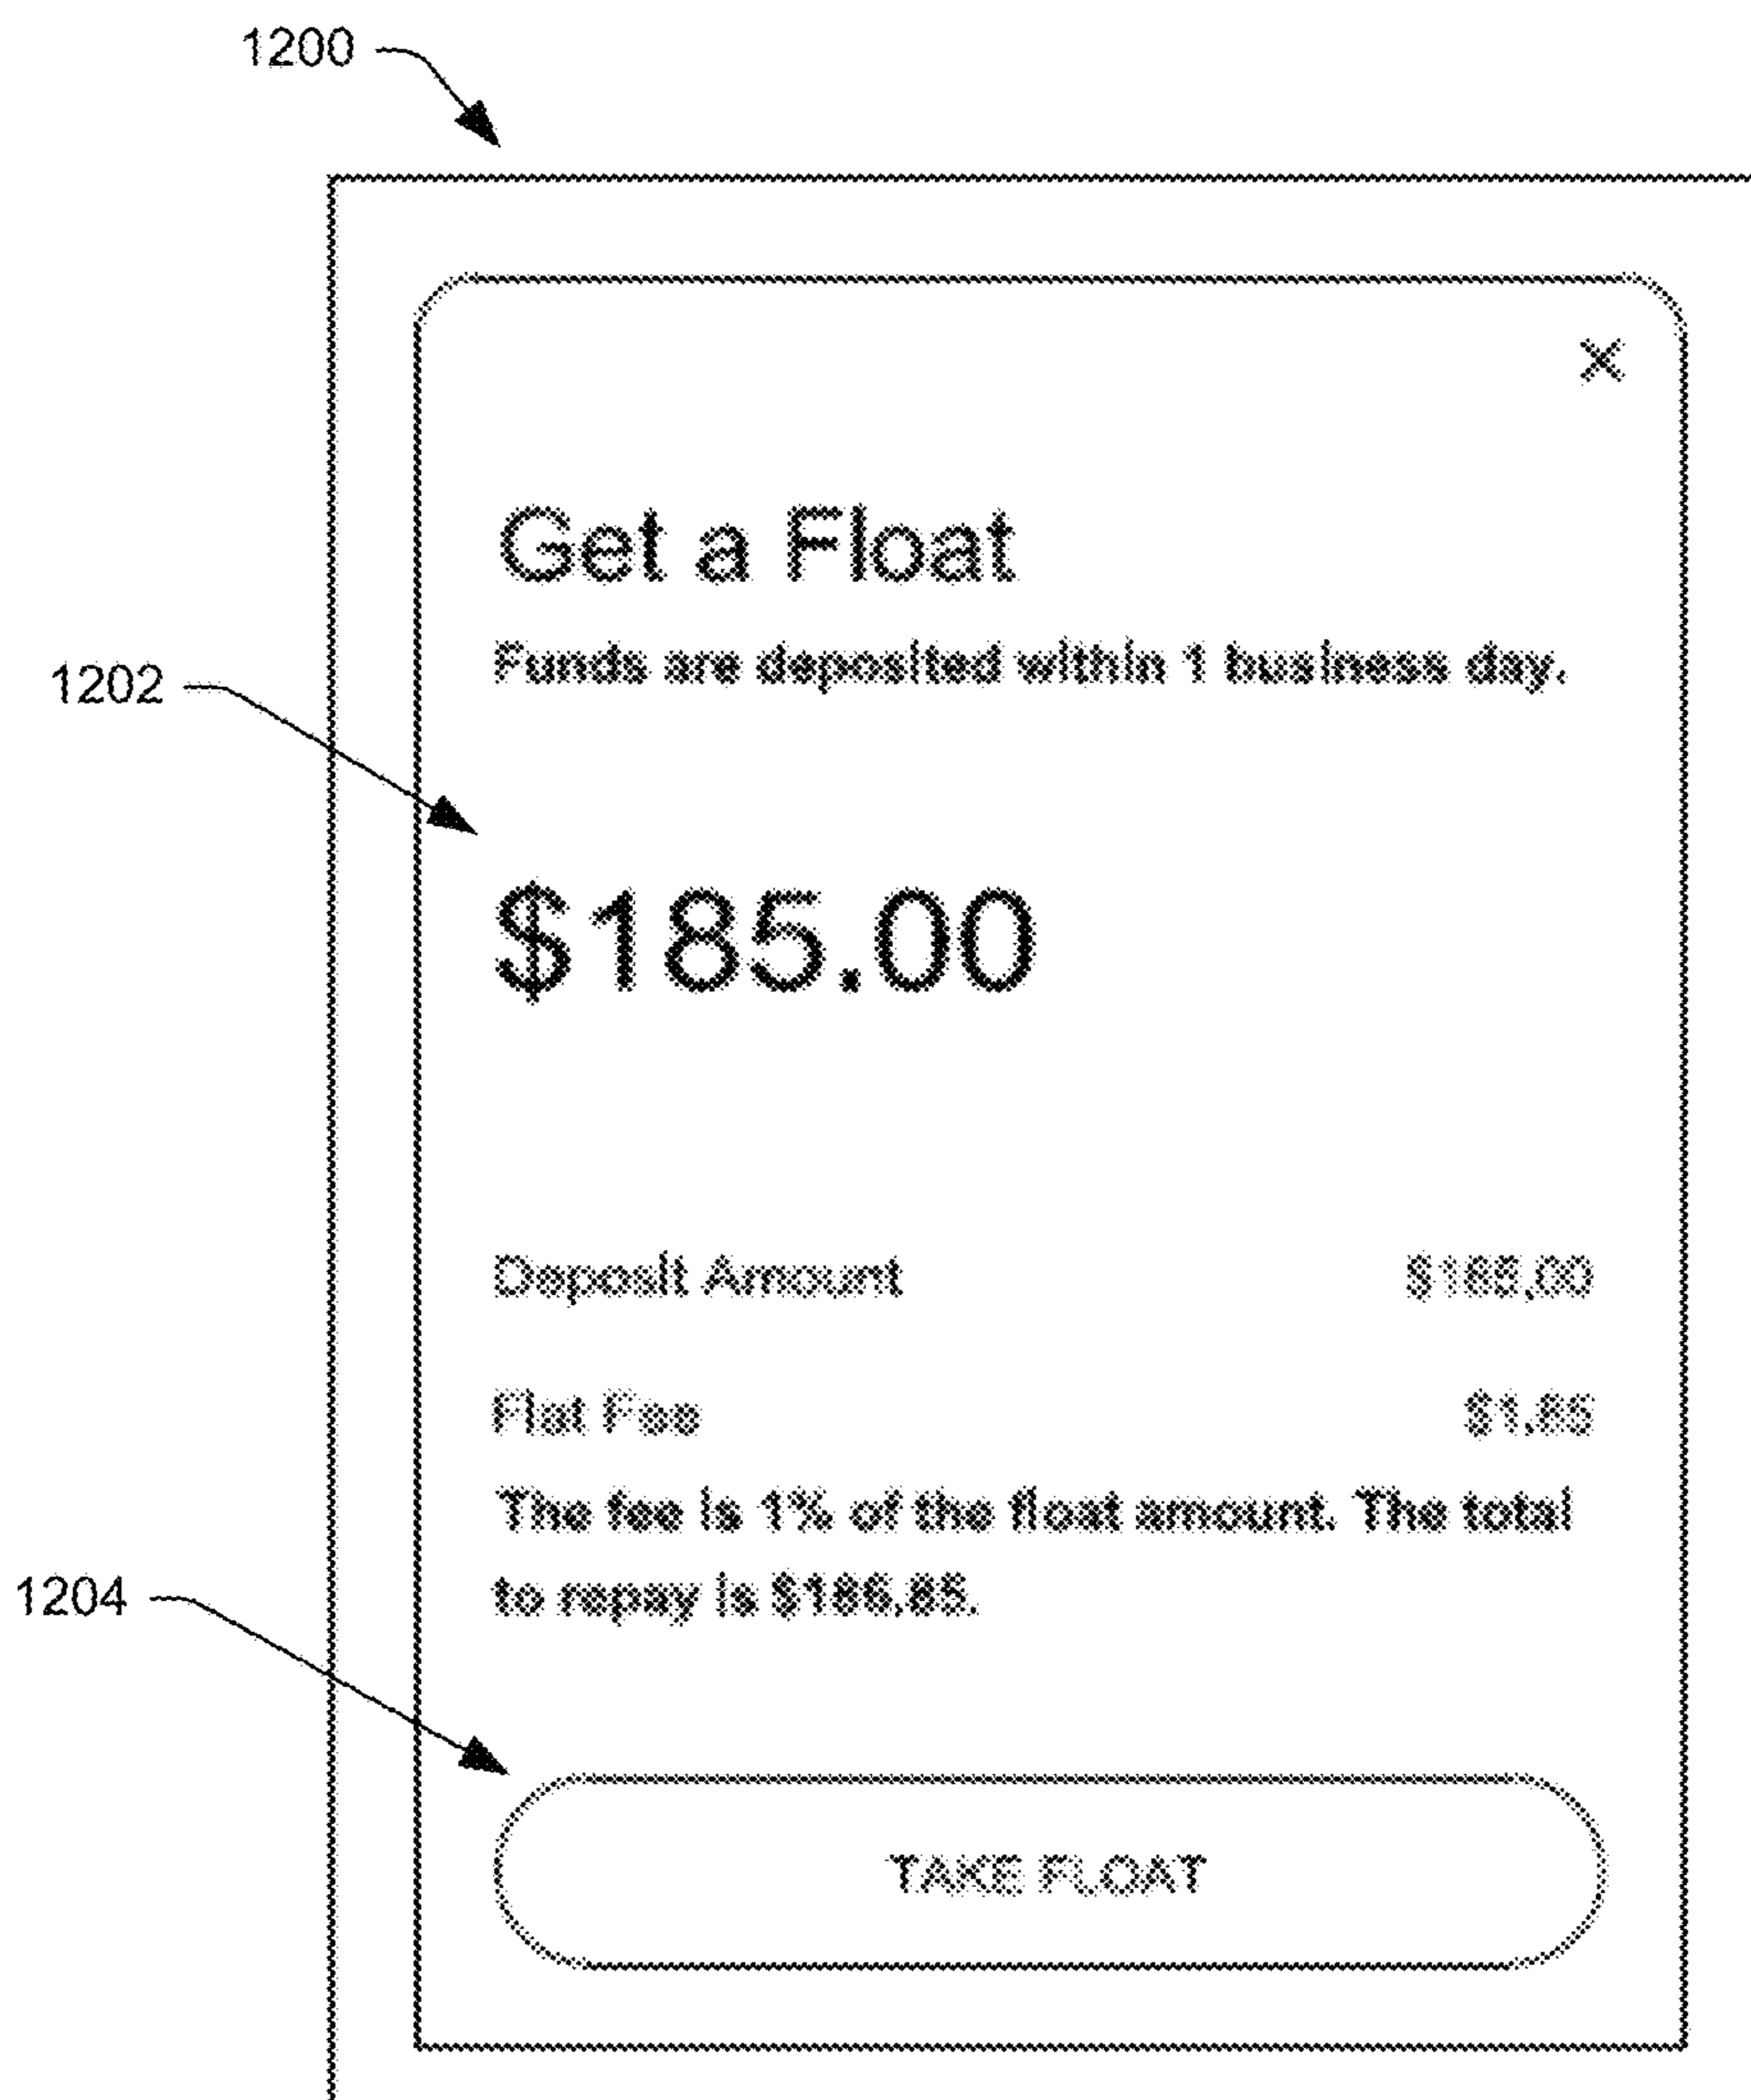 1200
×
Get a Float
Funds are deposited within 1 business day.
1202
$185.00
Deposit Amount $185.00
Flat Fee $1.85
The fee is 1% of the float amount. The total
to repay is $186.85.
1204
TAKE FLOAT